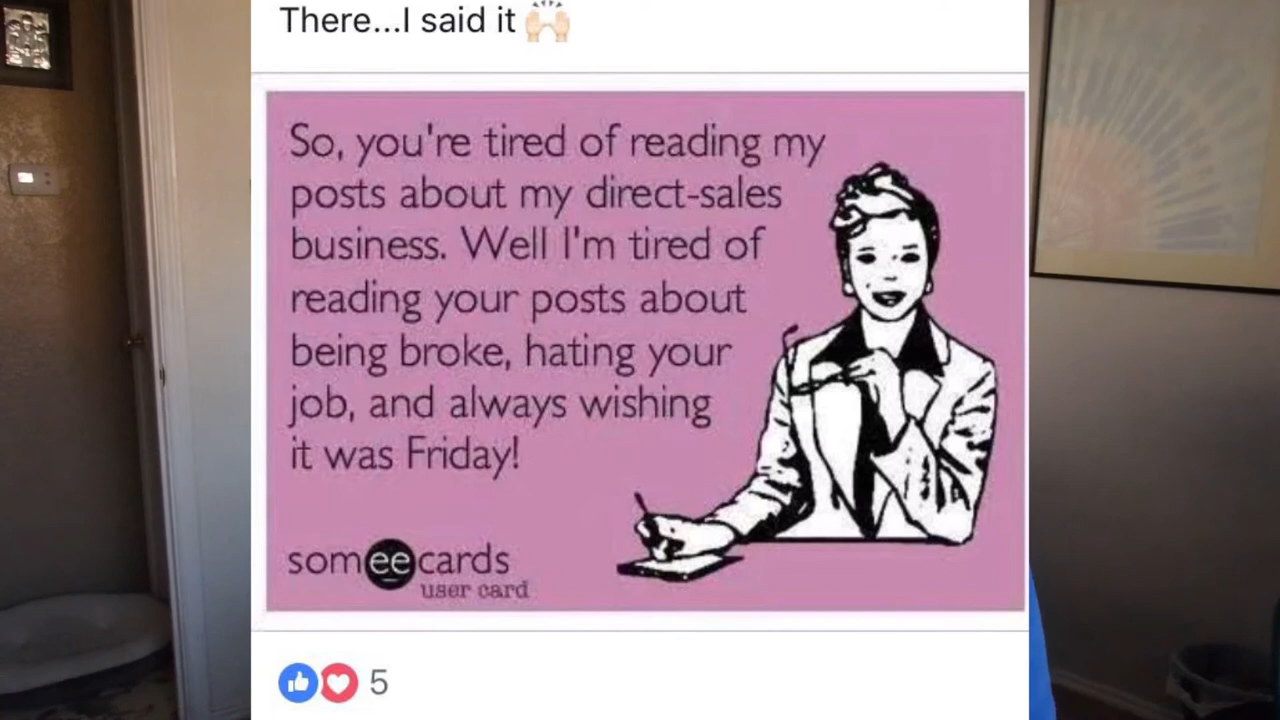 There...I said it 🙌🏻
So, you're tired of reading my
posts about my direct-sales
business. Well I'm tired of
reading your posts about
being broke, hating your
job, and always wishing
it was Friday!
someecards
user card
5